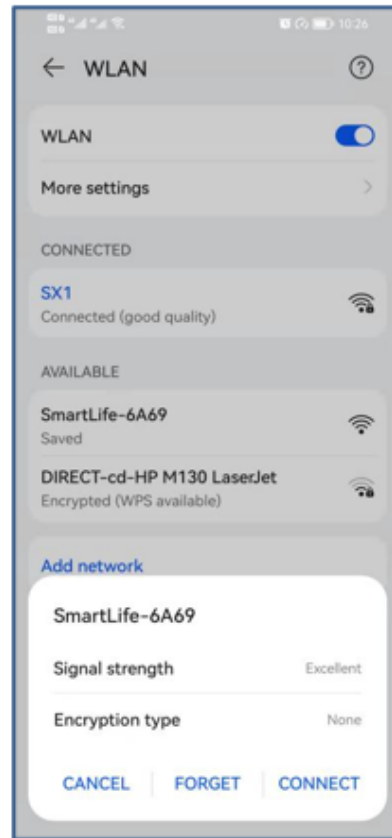 10:26
WLAN
WLAN
More settings
CONNECTED
SX1
Connected (good quality)
AVAILABLE
SmartLife-6A69
Saved
DIRECT-cd-HP M130 LaserJet
Encrypted (WPS available)
Add network
SmartLife-6A69
Signal strength Excellent
Encryption type None
CANCEL FORGET CONNECT